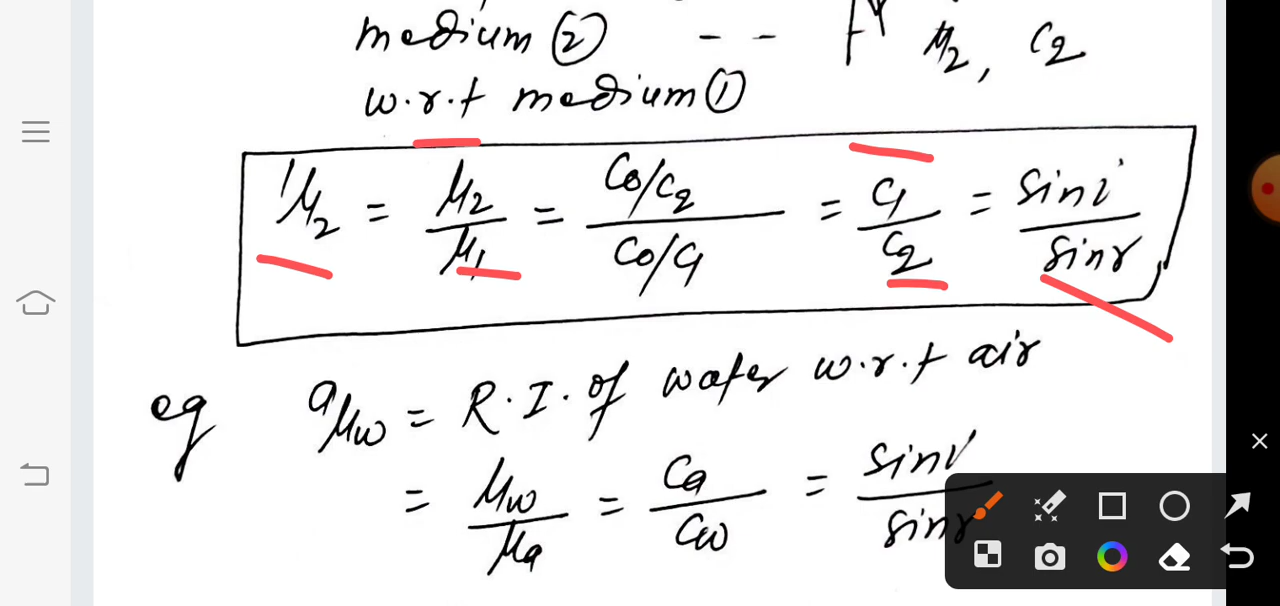 medium ② - - μ2, C2
w.r.t medium ①
¹μ2 = μ2/μ1 = (C0/C2)/(C0/C1) = C1/C2 = sin i/sin r
eg ᵃμw = R.I. of water w.r.t air
= μw/μa = Ca/Cw = sin i/sin r